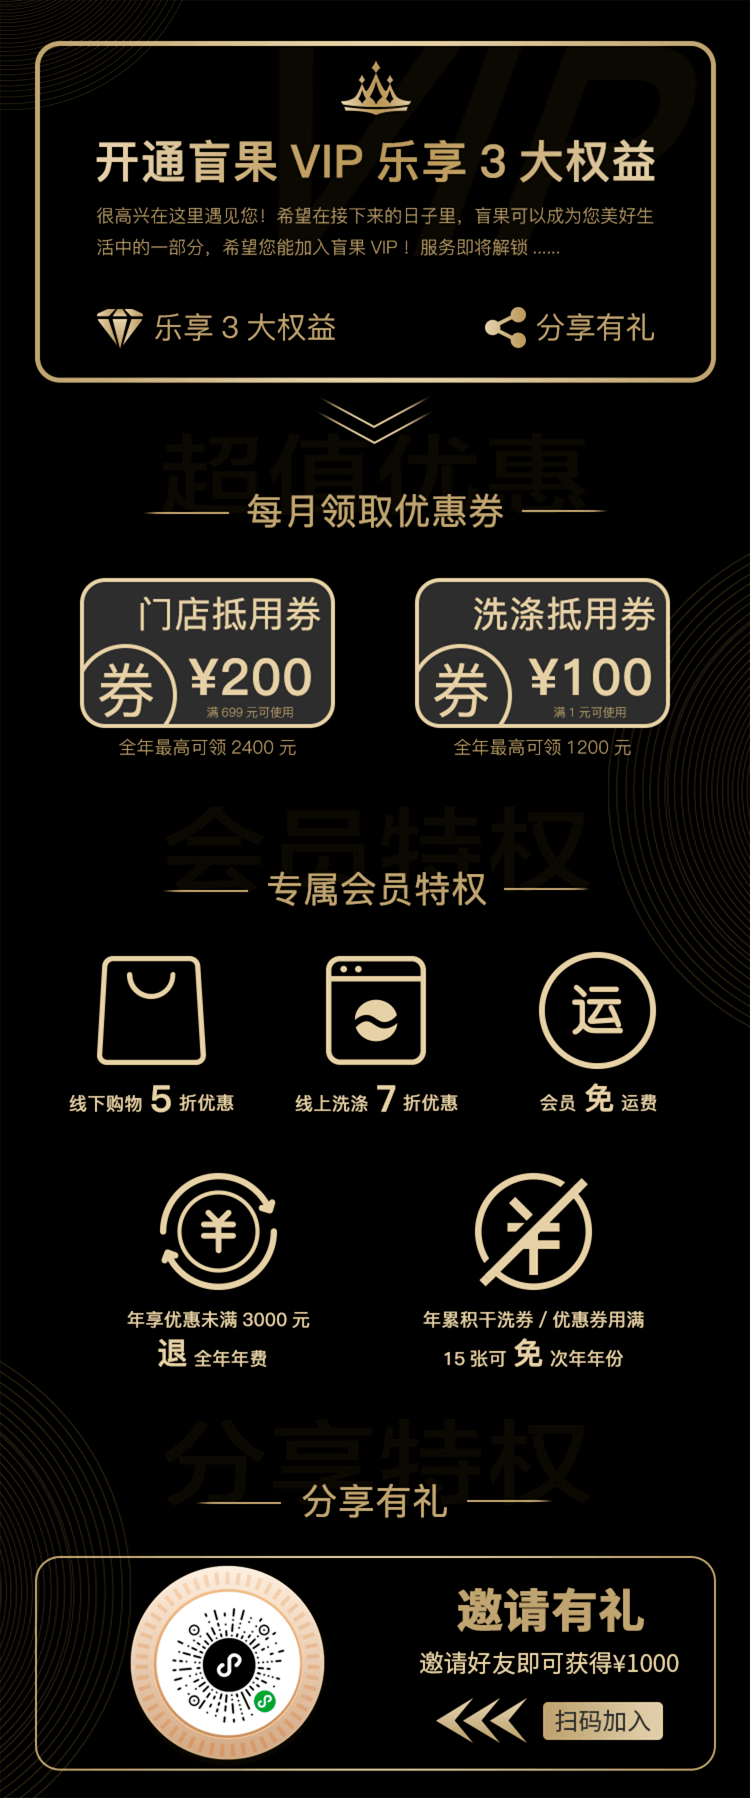 VIP
开通盲果 VIP 乐享 3 大权益
很高兴在这里遇见您！希望在接下来的日子里，盲果可以成为您美好生
活中的一部分，希望您能加入盲果 VIP！服务即将解锁 ......
乐享 3 大权益
分享有礼
超值优惠
每月领取优惠券
门店抵用券
券
¥200
满 699 元可使用
全年最高可领 2400 元
洗涤抵用券
券
¥100
满 1 元可使用
全年最高可领 1200 元
会员特权
专属会员特权
运
线下购物 5 折优惠
线上洗涤 7 折优惠
会员 免 运费
¥
年享优惠未满 3000 元
退 全年年费
年累积干洗券 / 优惠券用满
15 张可 免 次年年份
分享特权
分享有礼
邀请有礼
邀请好友即可获得¥1000
扫码加入